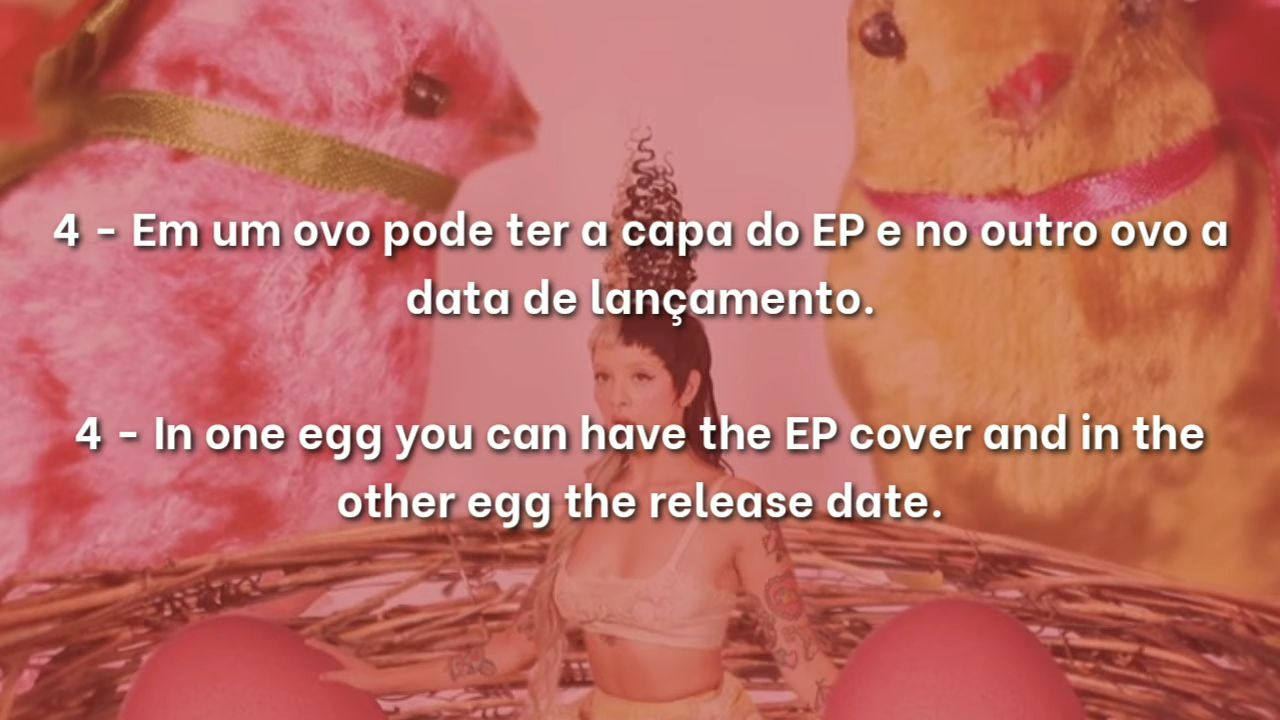 4 - Em um ovo pode ter a capa do EP e no outro ovo a
data de lançamento.
4 - In one egg you can have the EP cover and in the
other egg the release date.